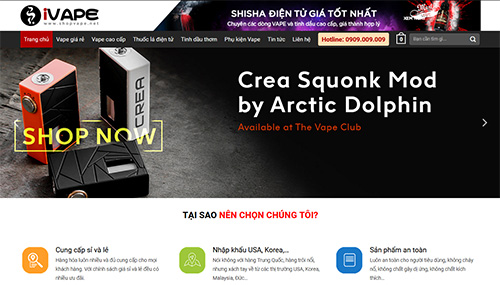 iVAPE
www.shopvape.net
SHISHA ĐIỆN TỬ GIÁ TỐT NHẤT
Chuyên các dòng VAPE và tinh dầu cao cấp, giá thành hợp lý
Trang chủ Vape giá rẻ Vape cao cấp Thuốc lá điện tử Tinh dầu thơm Phụ kiện Vape Tin tức Liên hệ Hotline: 0909.009.009 0 Bạn cần tìm gì...
Crea Squonk Mod
by Arctic Dolphin
Available at The Vape Club
SHOP NOW
CREA
TẠI SAO NÊN CHỌN CHÚNG TÔI?
Cung cấp sỉ và lẻ
Hàng hóa luôn nhiều và đủ cung cấp cho mọi
khách hàng. Với chính sách giá sỉ và lẻ đều có
nhiều ưu đãi.
Nhập khẩu USA, Korea,..
Nói không với hàng Trung Quốc, hàng trôi nổi,
nhưng xách tay về từ các thị trường USA, Korea,
Malaysia, Đức...
Sản phẩm an toàn
Luôn an toàn cho người tiêu dùng, không cháy
nổ, không chất gây dị ứng, không chất kích
thích.